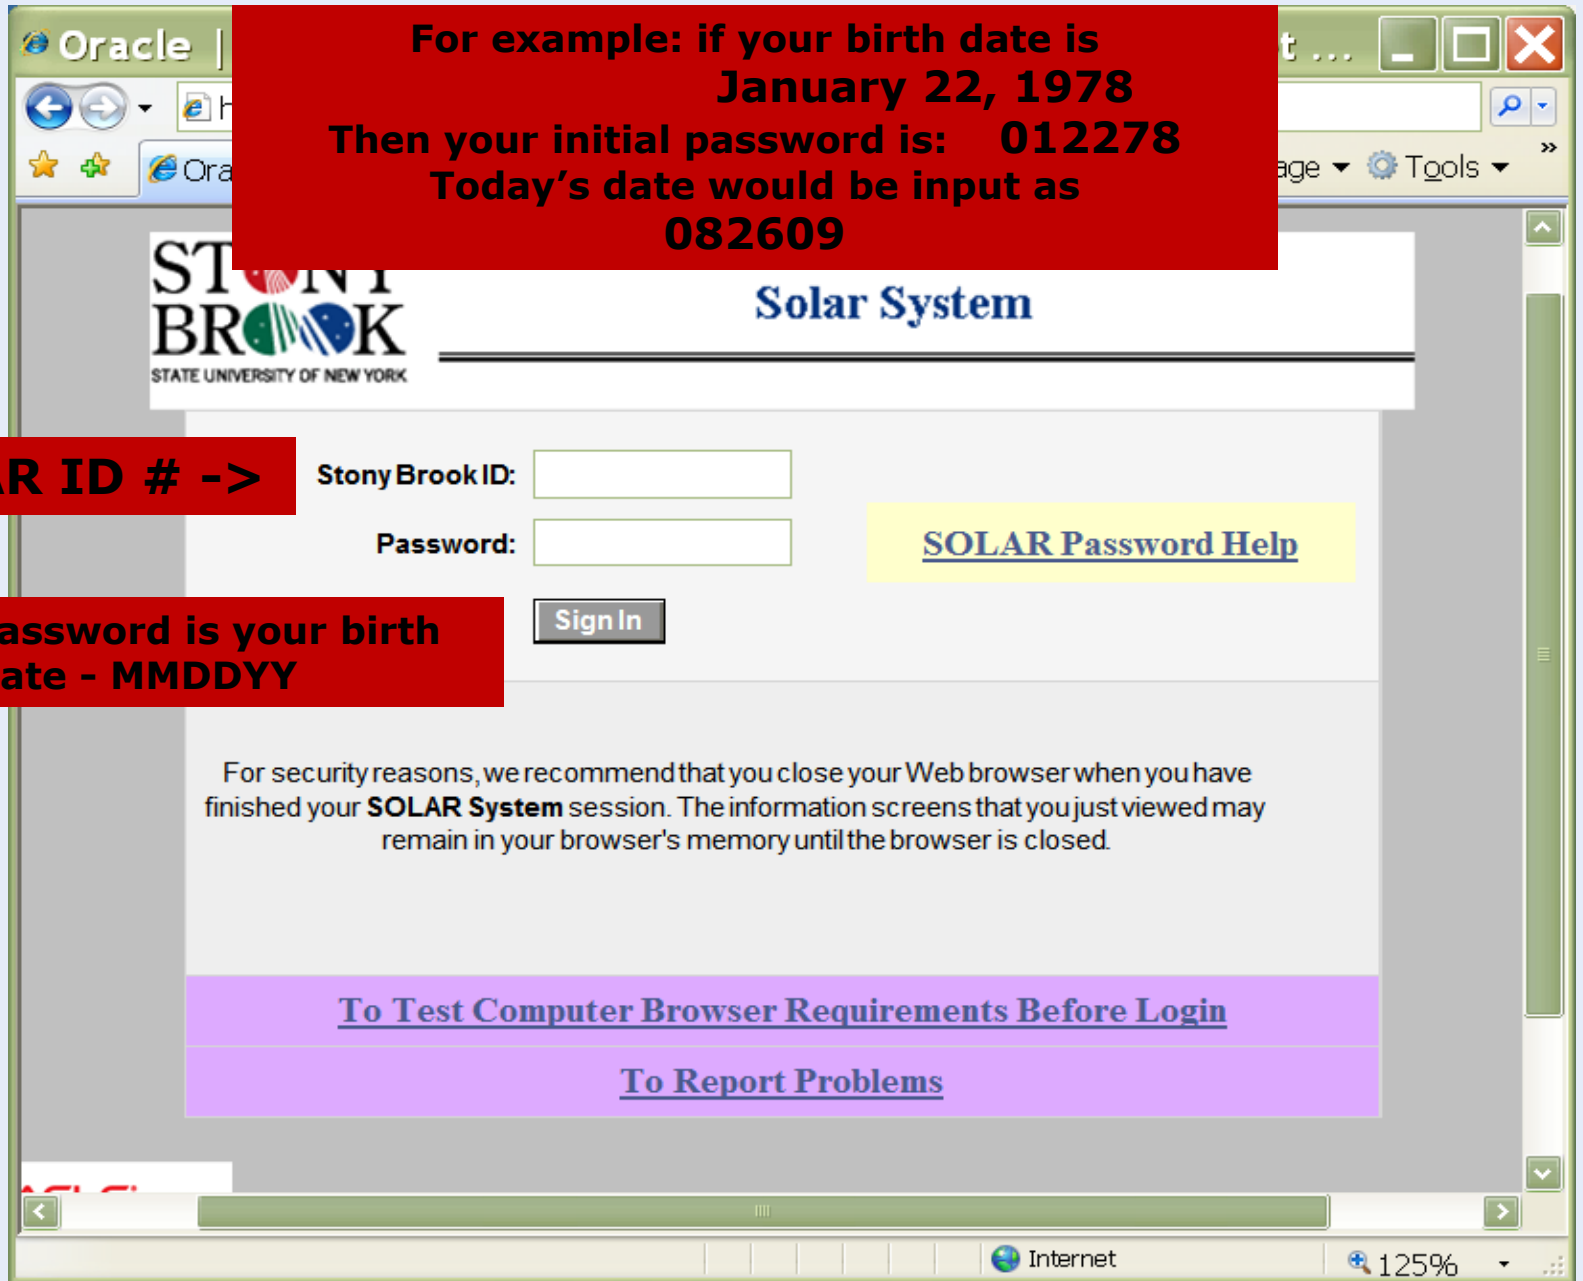 Oracle |
For example: if your birth date is
January 22, 1978
Then your initial password is: 012278
Today's date would be input as
082609
t ...
Tools
STONY
BROOK
STATE UNIVERSITY OF NEW YORK
Solar System
ID # ->
Stony Brook ID:
Password:
SOLAR Password Help
Sign In
is your birth
- MMDDYY
For security reasons, we recommend that you close your Web browser when you have
finished your SOLAR System session. The information screens that you just viewed may
remain in your browser's memory until the browser is closed.
To Test Computer Browser Requirements Before Login
To Report Problems
Internet
125%